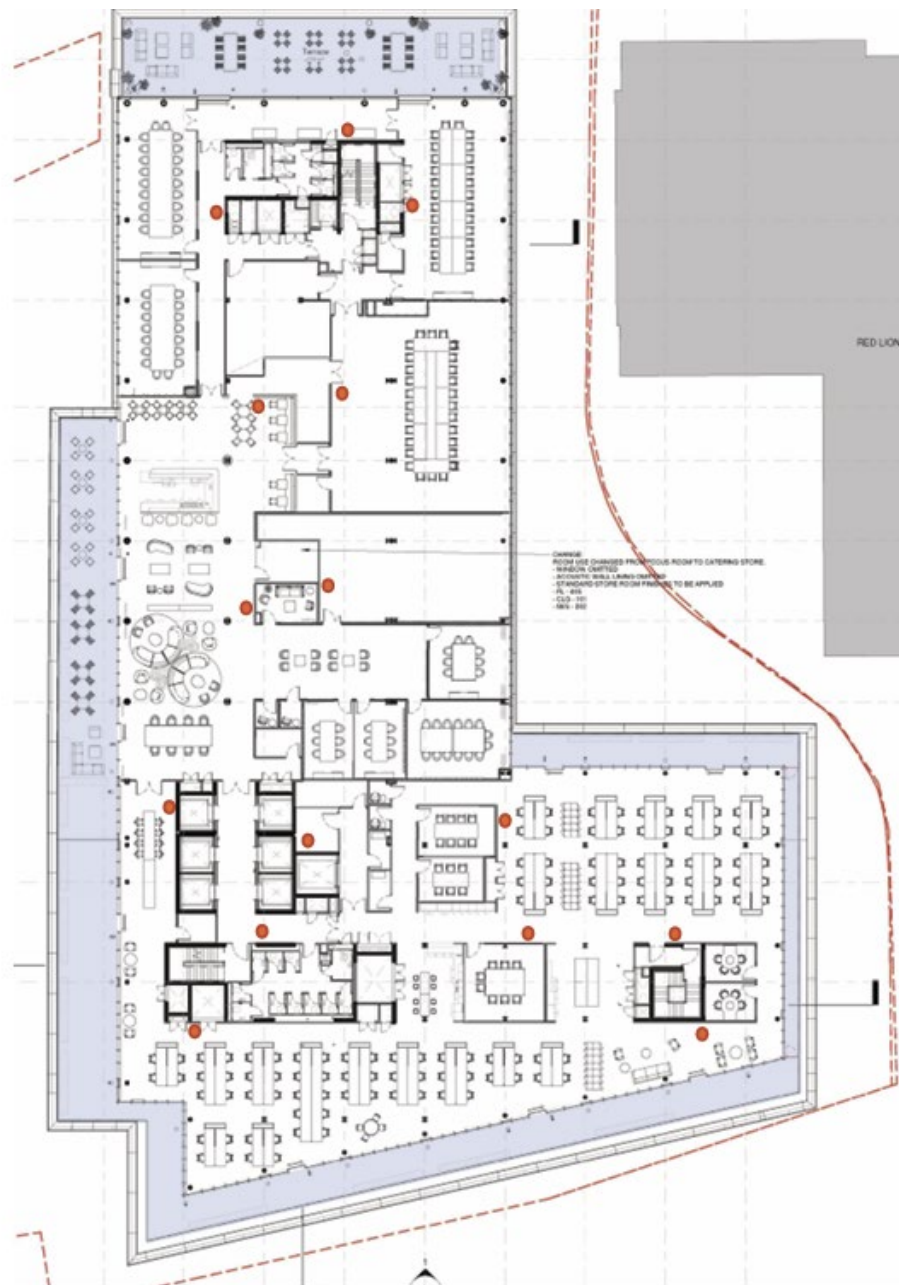 Terrace
RED LION
CHANGE
ROOM USE CHANGED FROM FOCUS ROOM TO CATERING STORE.
- WINDOW OMITTED
- ACOUSTIC WALL LINING OMITTED
- STANDARD STORE ROOM FINISHES TO BE APPLIED